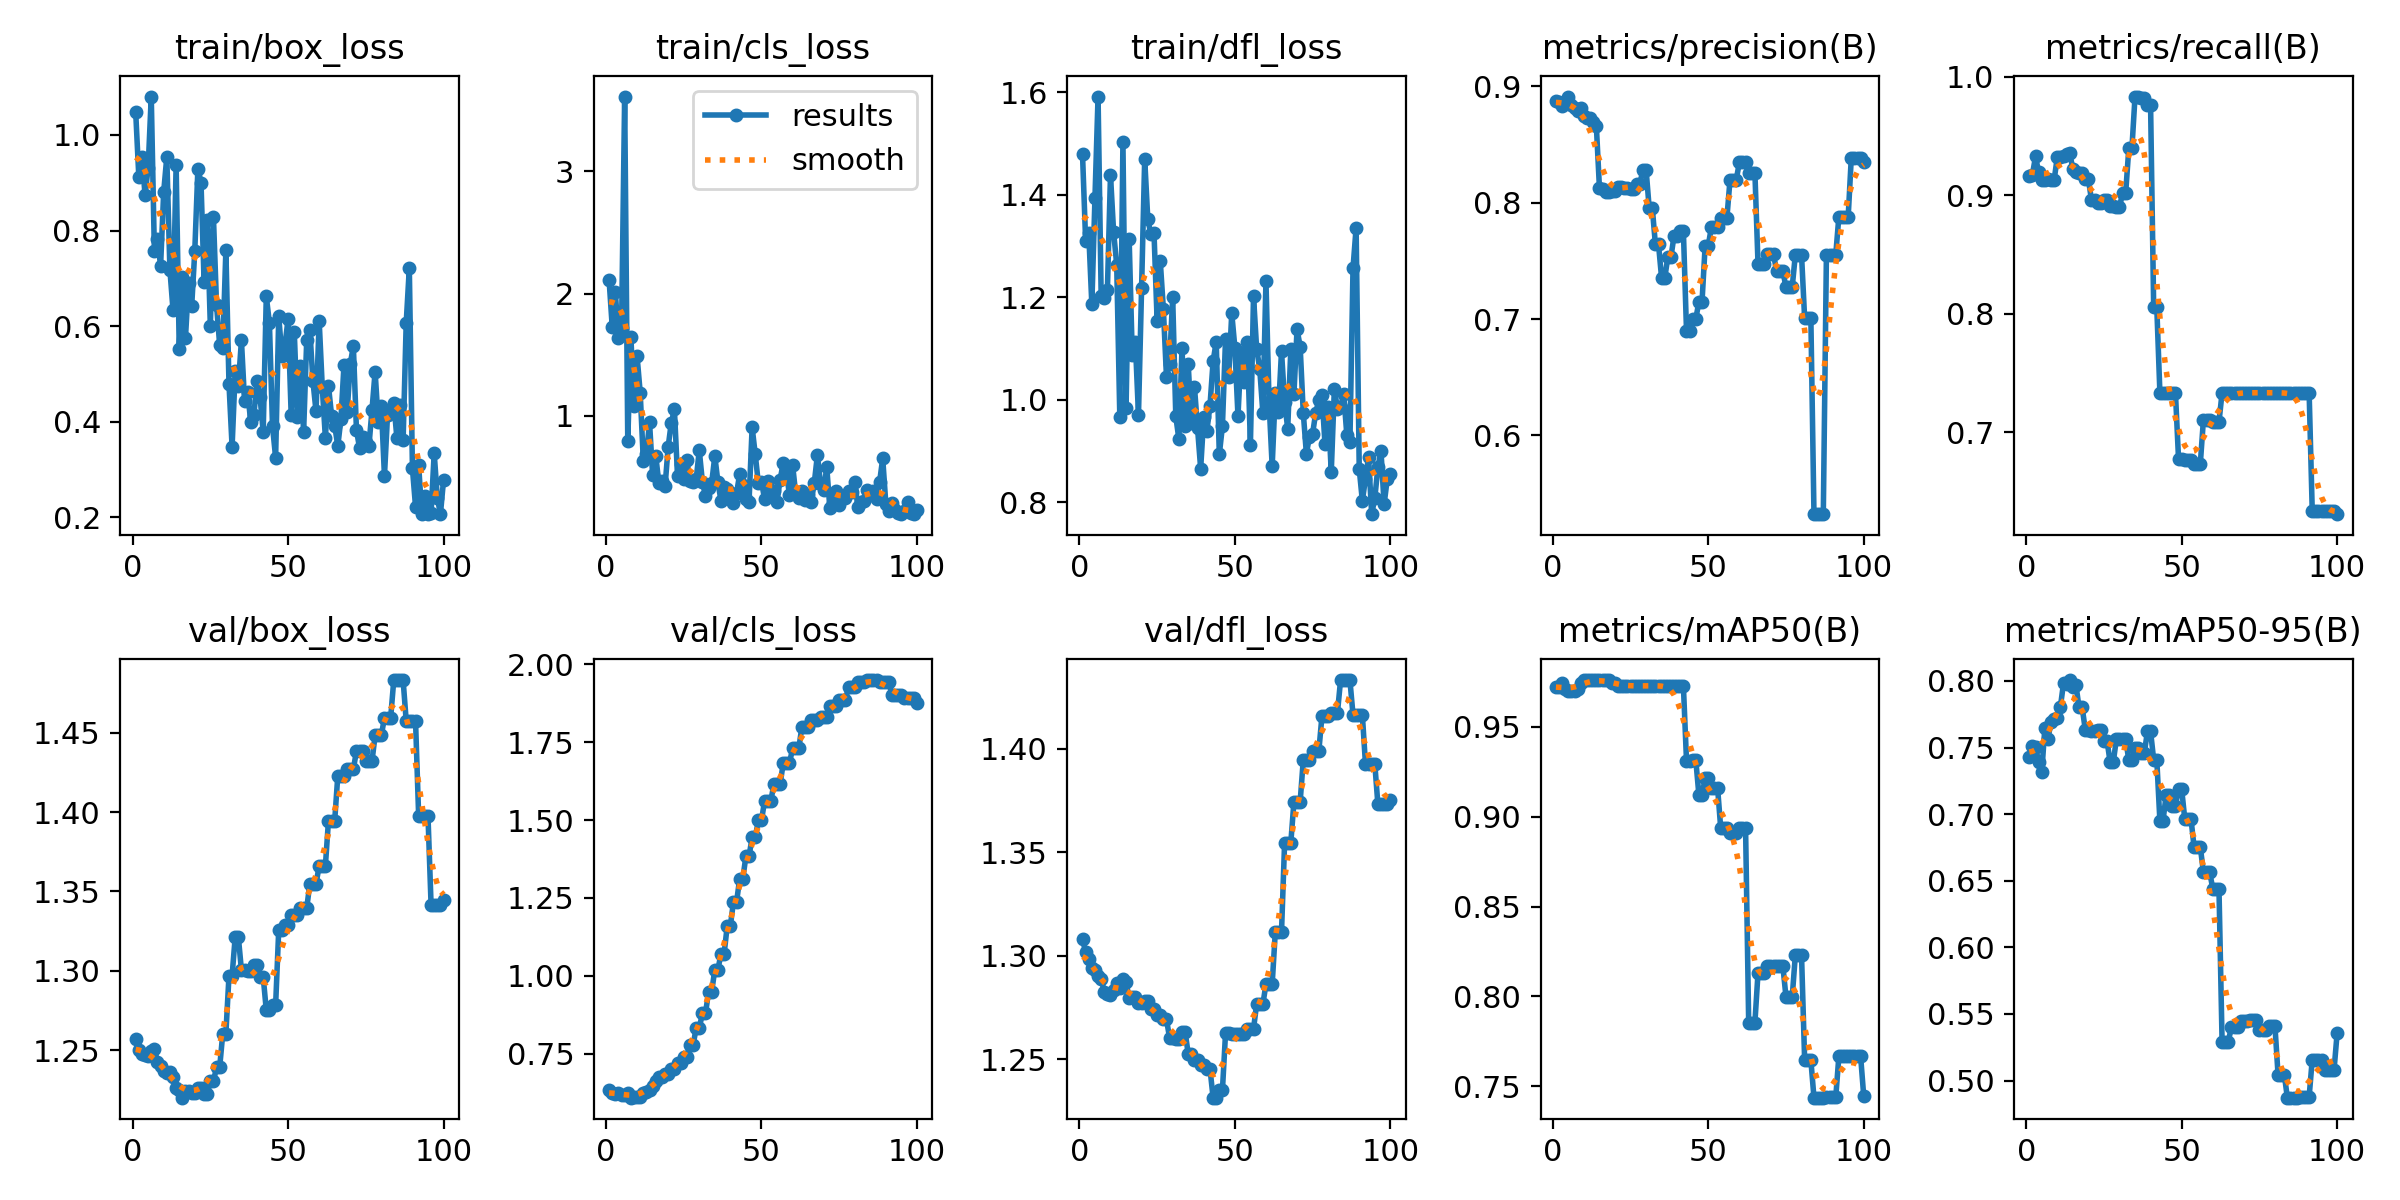 train/box_loss
1.0
0.8
0.6
0.4
0.2
0 50 100
train/cls_loss
results
smooth
3
2
1
0 50 100
train/dfl_loss
1.6
1.4
1.2
1.0
0.8
0 50 100
metrics/precision(B)
0.9
0.8
0.7
0.6
0 50 100
metrics/recall(B)
1.0
0.9
0.8
0.7
0 50 100
val/box_loss
1.45
1.40
1.35
1.30
1.25
0 50 100
val/cls_loss
2.00
1.75
1.50
1.25
1.00
0.75
0 50 100
val/dfl_loss
1.40
1.35
1.30
1.25
0 50 100
metrics/mAP50(B)
0.95
0.90
0.85
0.80
0.75
0 50 100
metrics/mAP50-95(B)
0.80
0.75
0.70
0.65
0.60
0.55
0.50
0 50 100